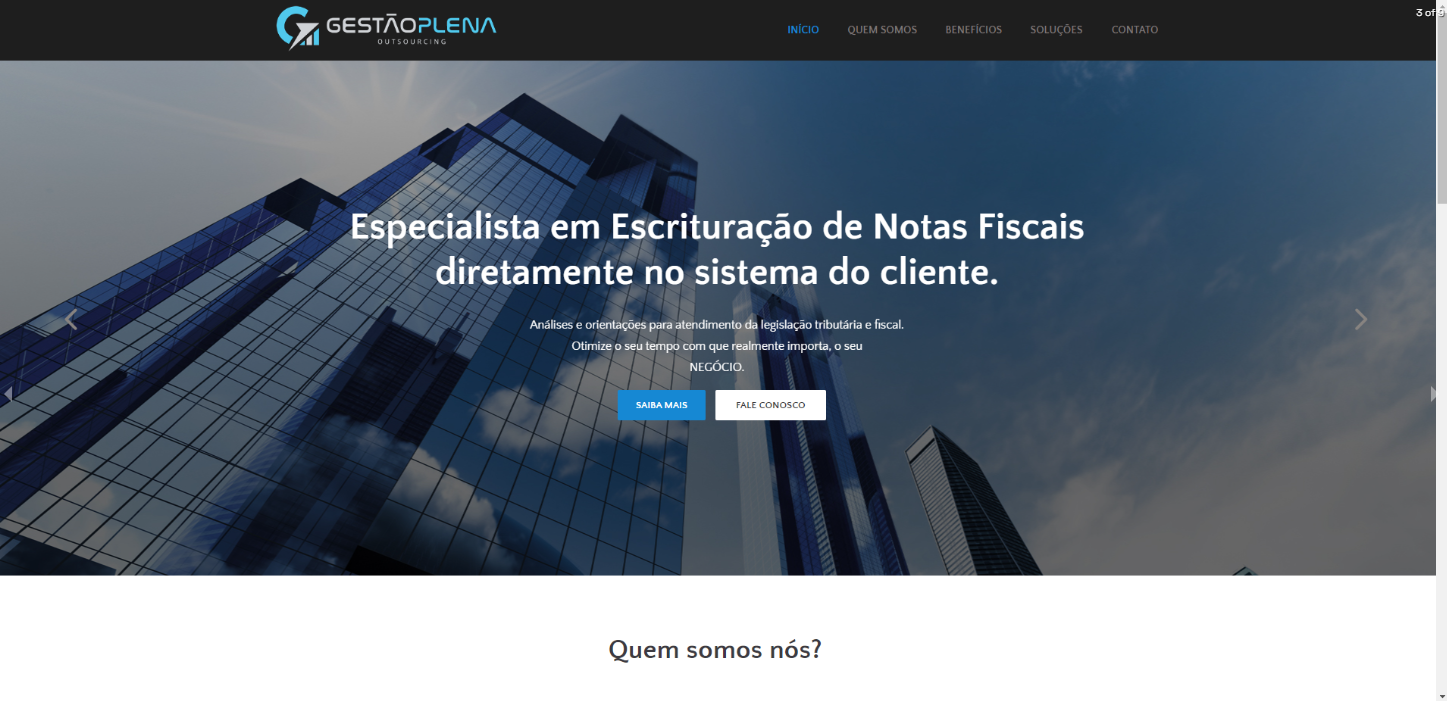 GESTÃOPLENA
OUTSOURCING
INÍCIO QUEM SOMOS BENEFÍCIOS SOLUÇÕES CONTATO
3 of 9
Especialista em Escrituração de Notas Fiscais
diretamente no sistema do cliente.
Análises e orientações para atendimento da legislação tributária e fiscal.
Otimize o seu tempo com que realmente importa, o seu
NEGÓCIO.
SAIBA MAIS FALE CONOSCO
Quem somos nós?